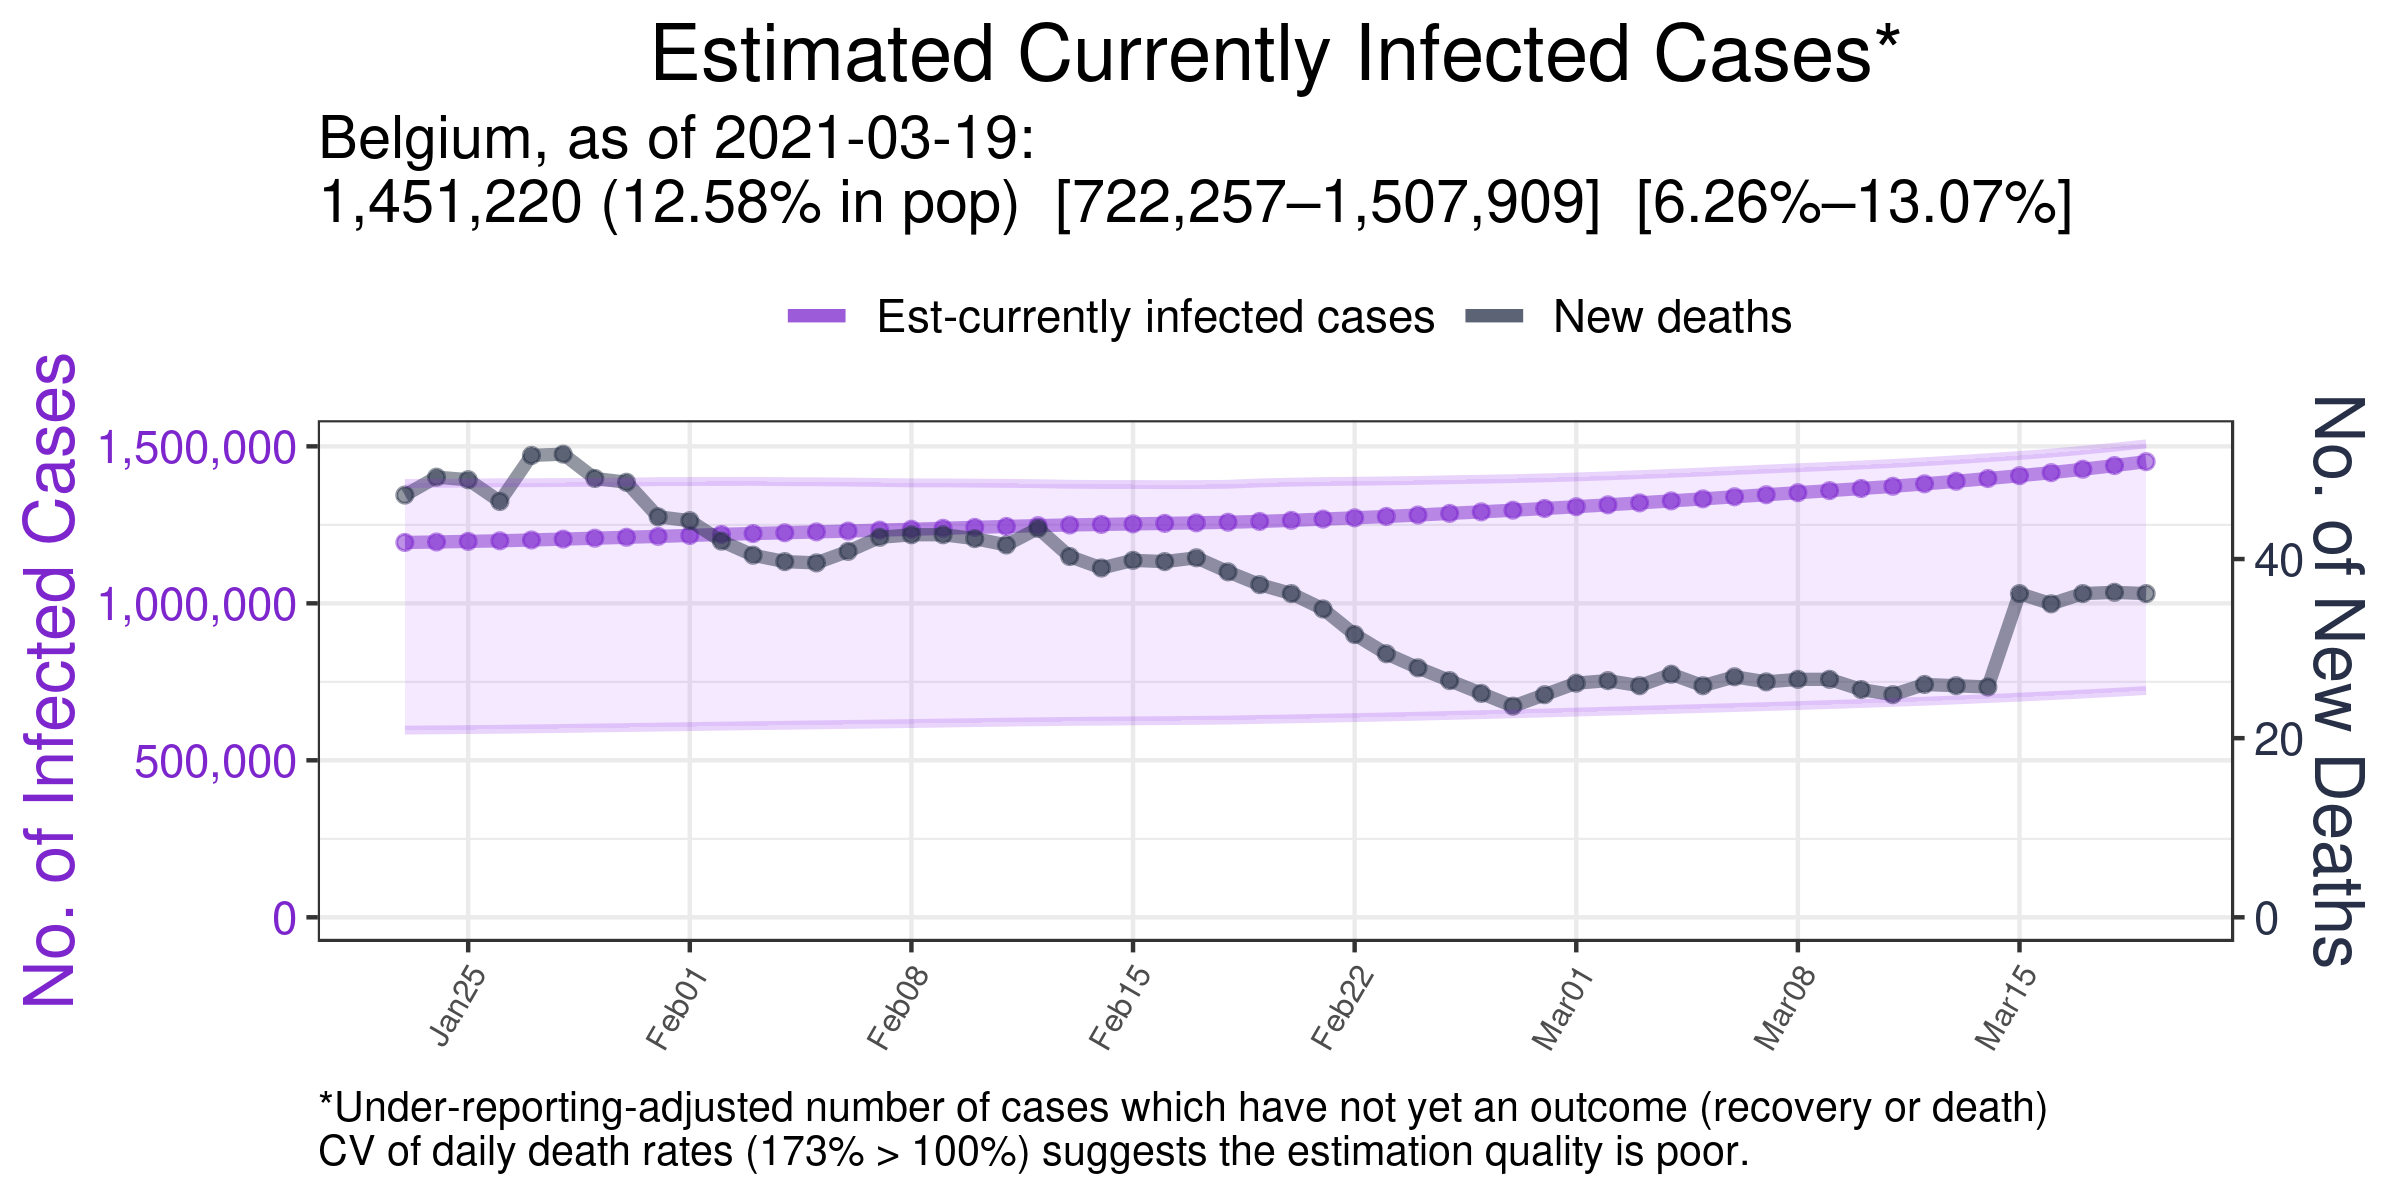 Estimated Currently Infected Cases*
Belgium, as of 2021-03-19:
1,451,220 (12.58% in pop)  [722,257–1,507,909]  [6.26%–13.07%]
Est-currently infected cases
New deaths
No. of Infected Cases
1,500,000
1,000,000
500,000
0
40
20
0
No. of New Deaths
Jan25
Feb01
Feb08
Feb15
Feb22
Mar01
Mar08
Mar15
*Under-reporting-adjusted number of cases which have not yet an outcome (recovery or death)
CV of daily death rates (173% > 100%) suggests the estimation quality is poor.